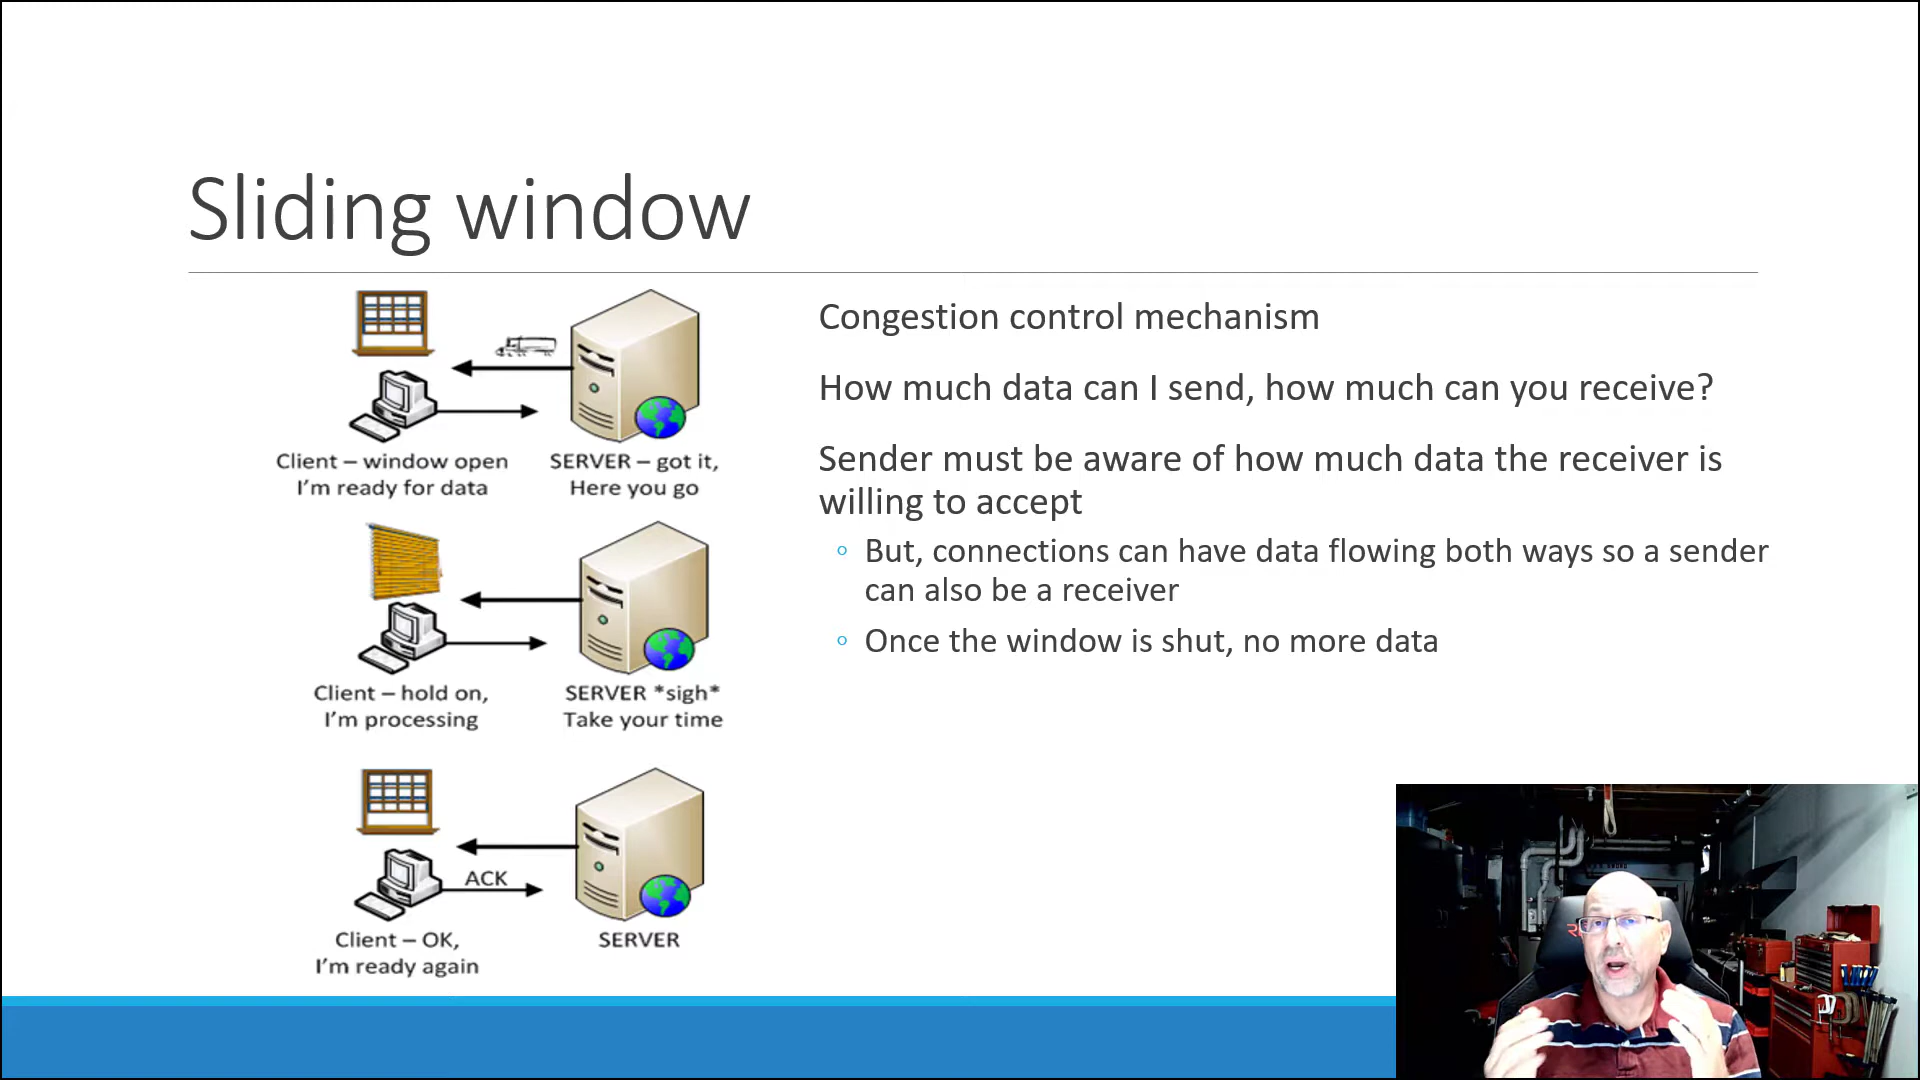 Sliding window
Client – window open
I'm ready for data
SERVER – got it,
Here you go
Client – hold on,
I'm processing
SERVER *sigh*
Take your time
ACK
Client – OK,
I'm ready again
SERVER
Congestion control mechanism
How much data can I send, how much can you receive?
Sender must be aware of how much data the receiver is
willing to accept
◦ But, connections can have data flowing both ways so a sender
can also be a receiver
◦ Once the window is shut, no more data